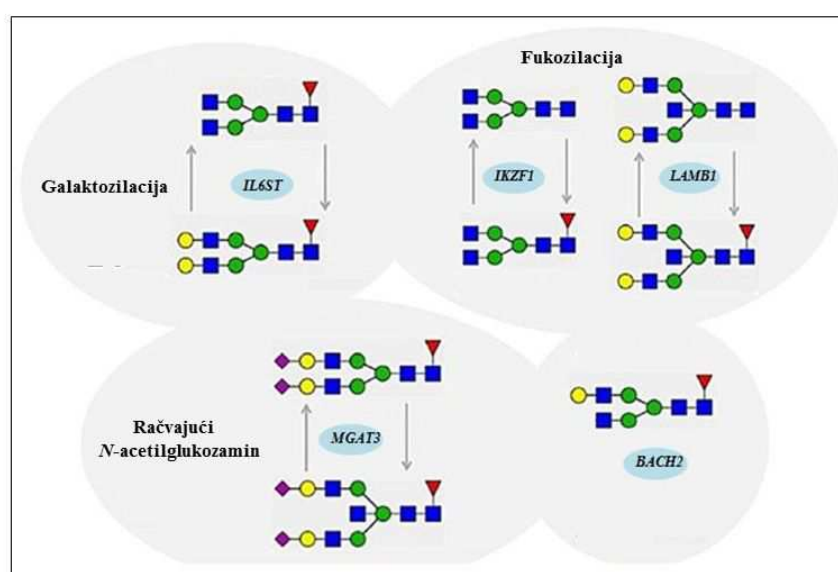 Fukozilacija
Galaktozilacija
IL6ST
IKZF1
LAMB1
Račvajući
N-acetilglukozamin
MGAT3
BACH2